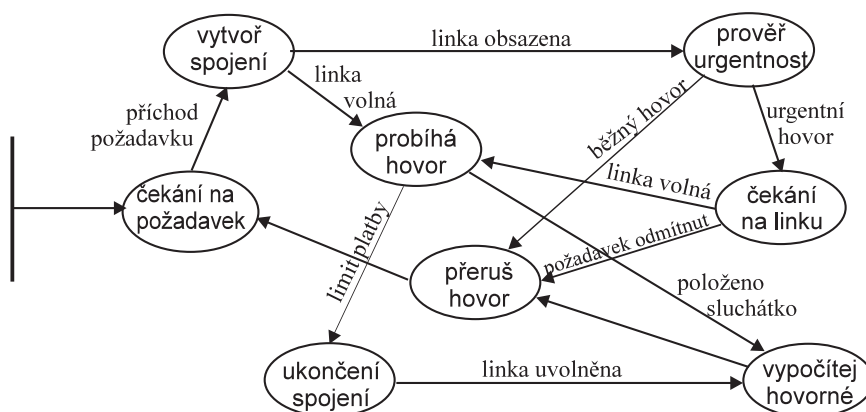 vytvoř
spojení
linka obsazena
prověř
urgentnost
linka
volná
příchod
požadavku
běžný hovor
urgentní
hovor
probíhá
hovor
linka volná
čekání na
požadavek
čekání
na linku
limit platby
požadavek odmítnut
přeruš
hovor
položeno
sluchátko
ukončení
spojení
linka uvolněna
vypočítej
hovorné